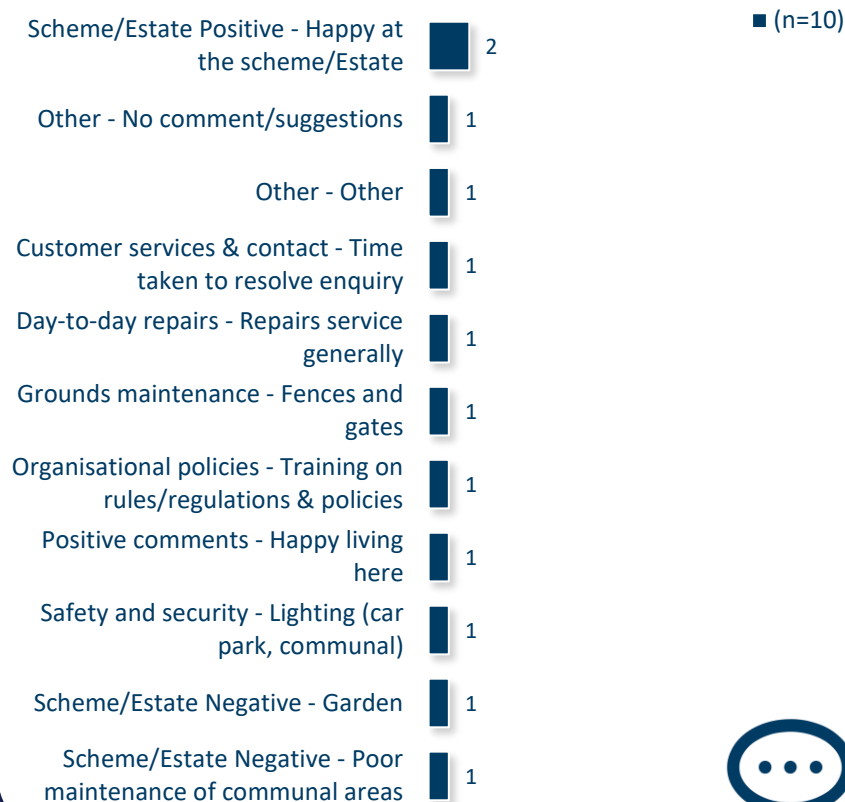 Scheme/Estate Positive - Happy at
the scheme/Estate
2
■ (n=10)
Other - No comment/suggestions
1
Other - Other
1
Customer services & contact - Time
taken to resolve enquiry
1
Day-to-day repairs - Repairs service
generally
1
Grounds maintenance - Fences and
gates
1
Organisational policies - Training on
rules/regulations & policies
1
Positive comments - Happy living
here
1
Safety and security - Lighting (car
park, communal)
1
Scheme/Estate Negative - Garden
1
Scheme/Estate Negative - Poor
maintenance of communal areas
1